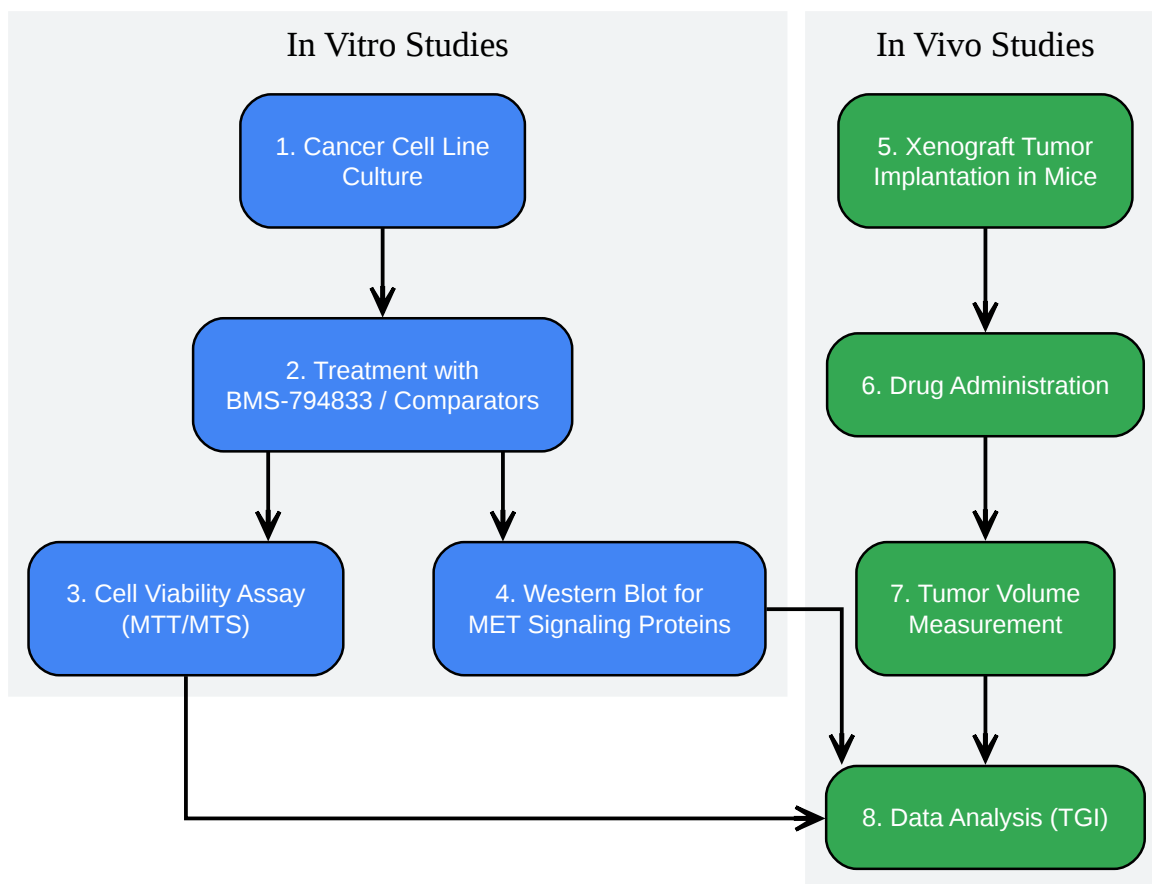 In Vitro Studies
1. Cancer Cell Line
Culture
2. Treatment with
BMS-794833 / Comparators
3. Cell Viability Assay
(MTT/MTS)
4. Western Blot for
MET Signaling Proteins
In Vivo Studies
5. Xenograft Tumor
Implantation in Mice
6. Drug Administration
7. Tumor Volume
Measurement
8. Data Analysis (TGI)